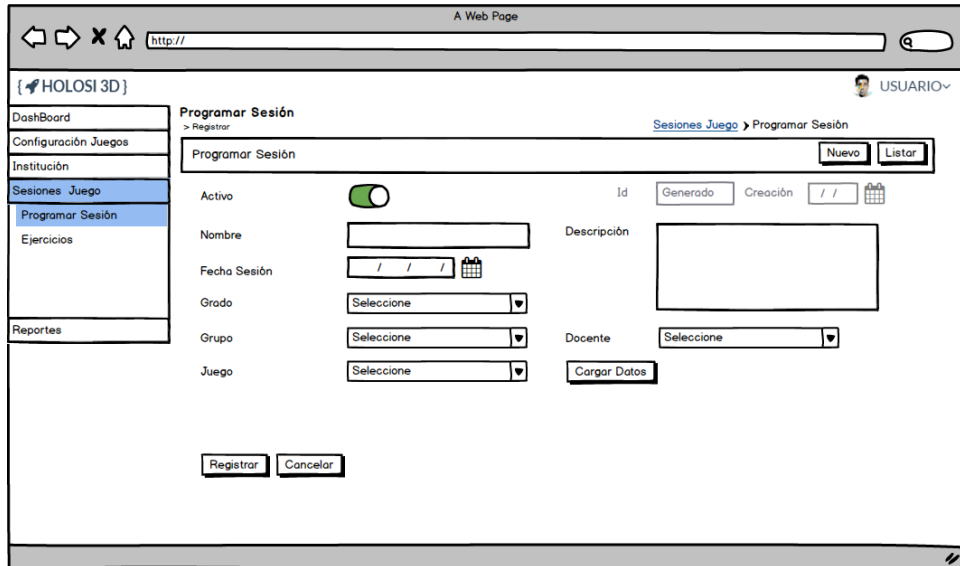 A Web Page
http://
{ HOLOSI 3D }
USUARIO
DashBoard
Configuración Juegos
Institución
Sesiones Juego
Programar Sesión
Ejercicios
Reportes
Programar Sesión
> Registrar
Sesiones Juego > Programar Sesión
Programar Sesión
Nuevo Listar
Activo
Id Generado Creación / /
Nombre
Descripción
Fecha Sesión / / /
Grado Seleccione
Grupo Seleccione
Docente Seleccione
Juego Seleccione
Cargar Datos
Registrar Cancelar